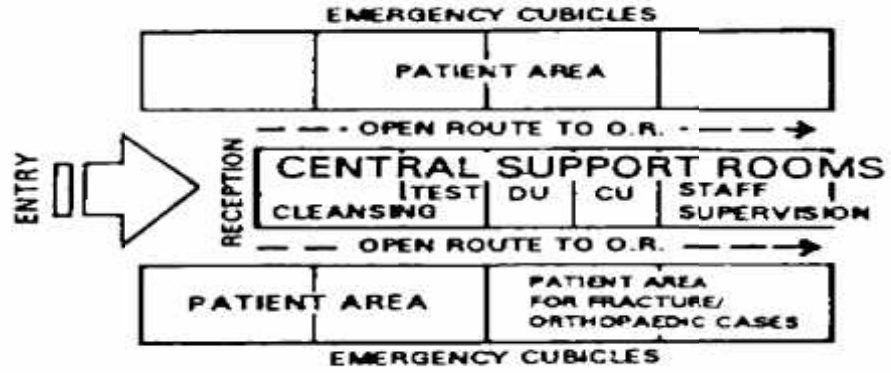 EMERGENCY CUBICLES
PATIENT AREA
- - - OPEN ROUTE TO O.R. - - -
ENTRY
RECEPTION
CENTRAL SUPPORT ROOMS
TEST DU CU STAFF
CLEANSING SUPERVISION
- - - OPEN ROUTE TO O.R. - - -
PATIENT AREA
PATIENT AREA
FOR FRACTURE/
ORTHOPAEDIC CASES
EMERGENCY CUBICLES